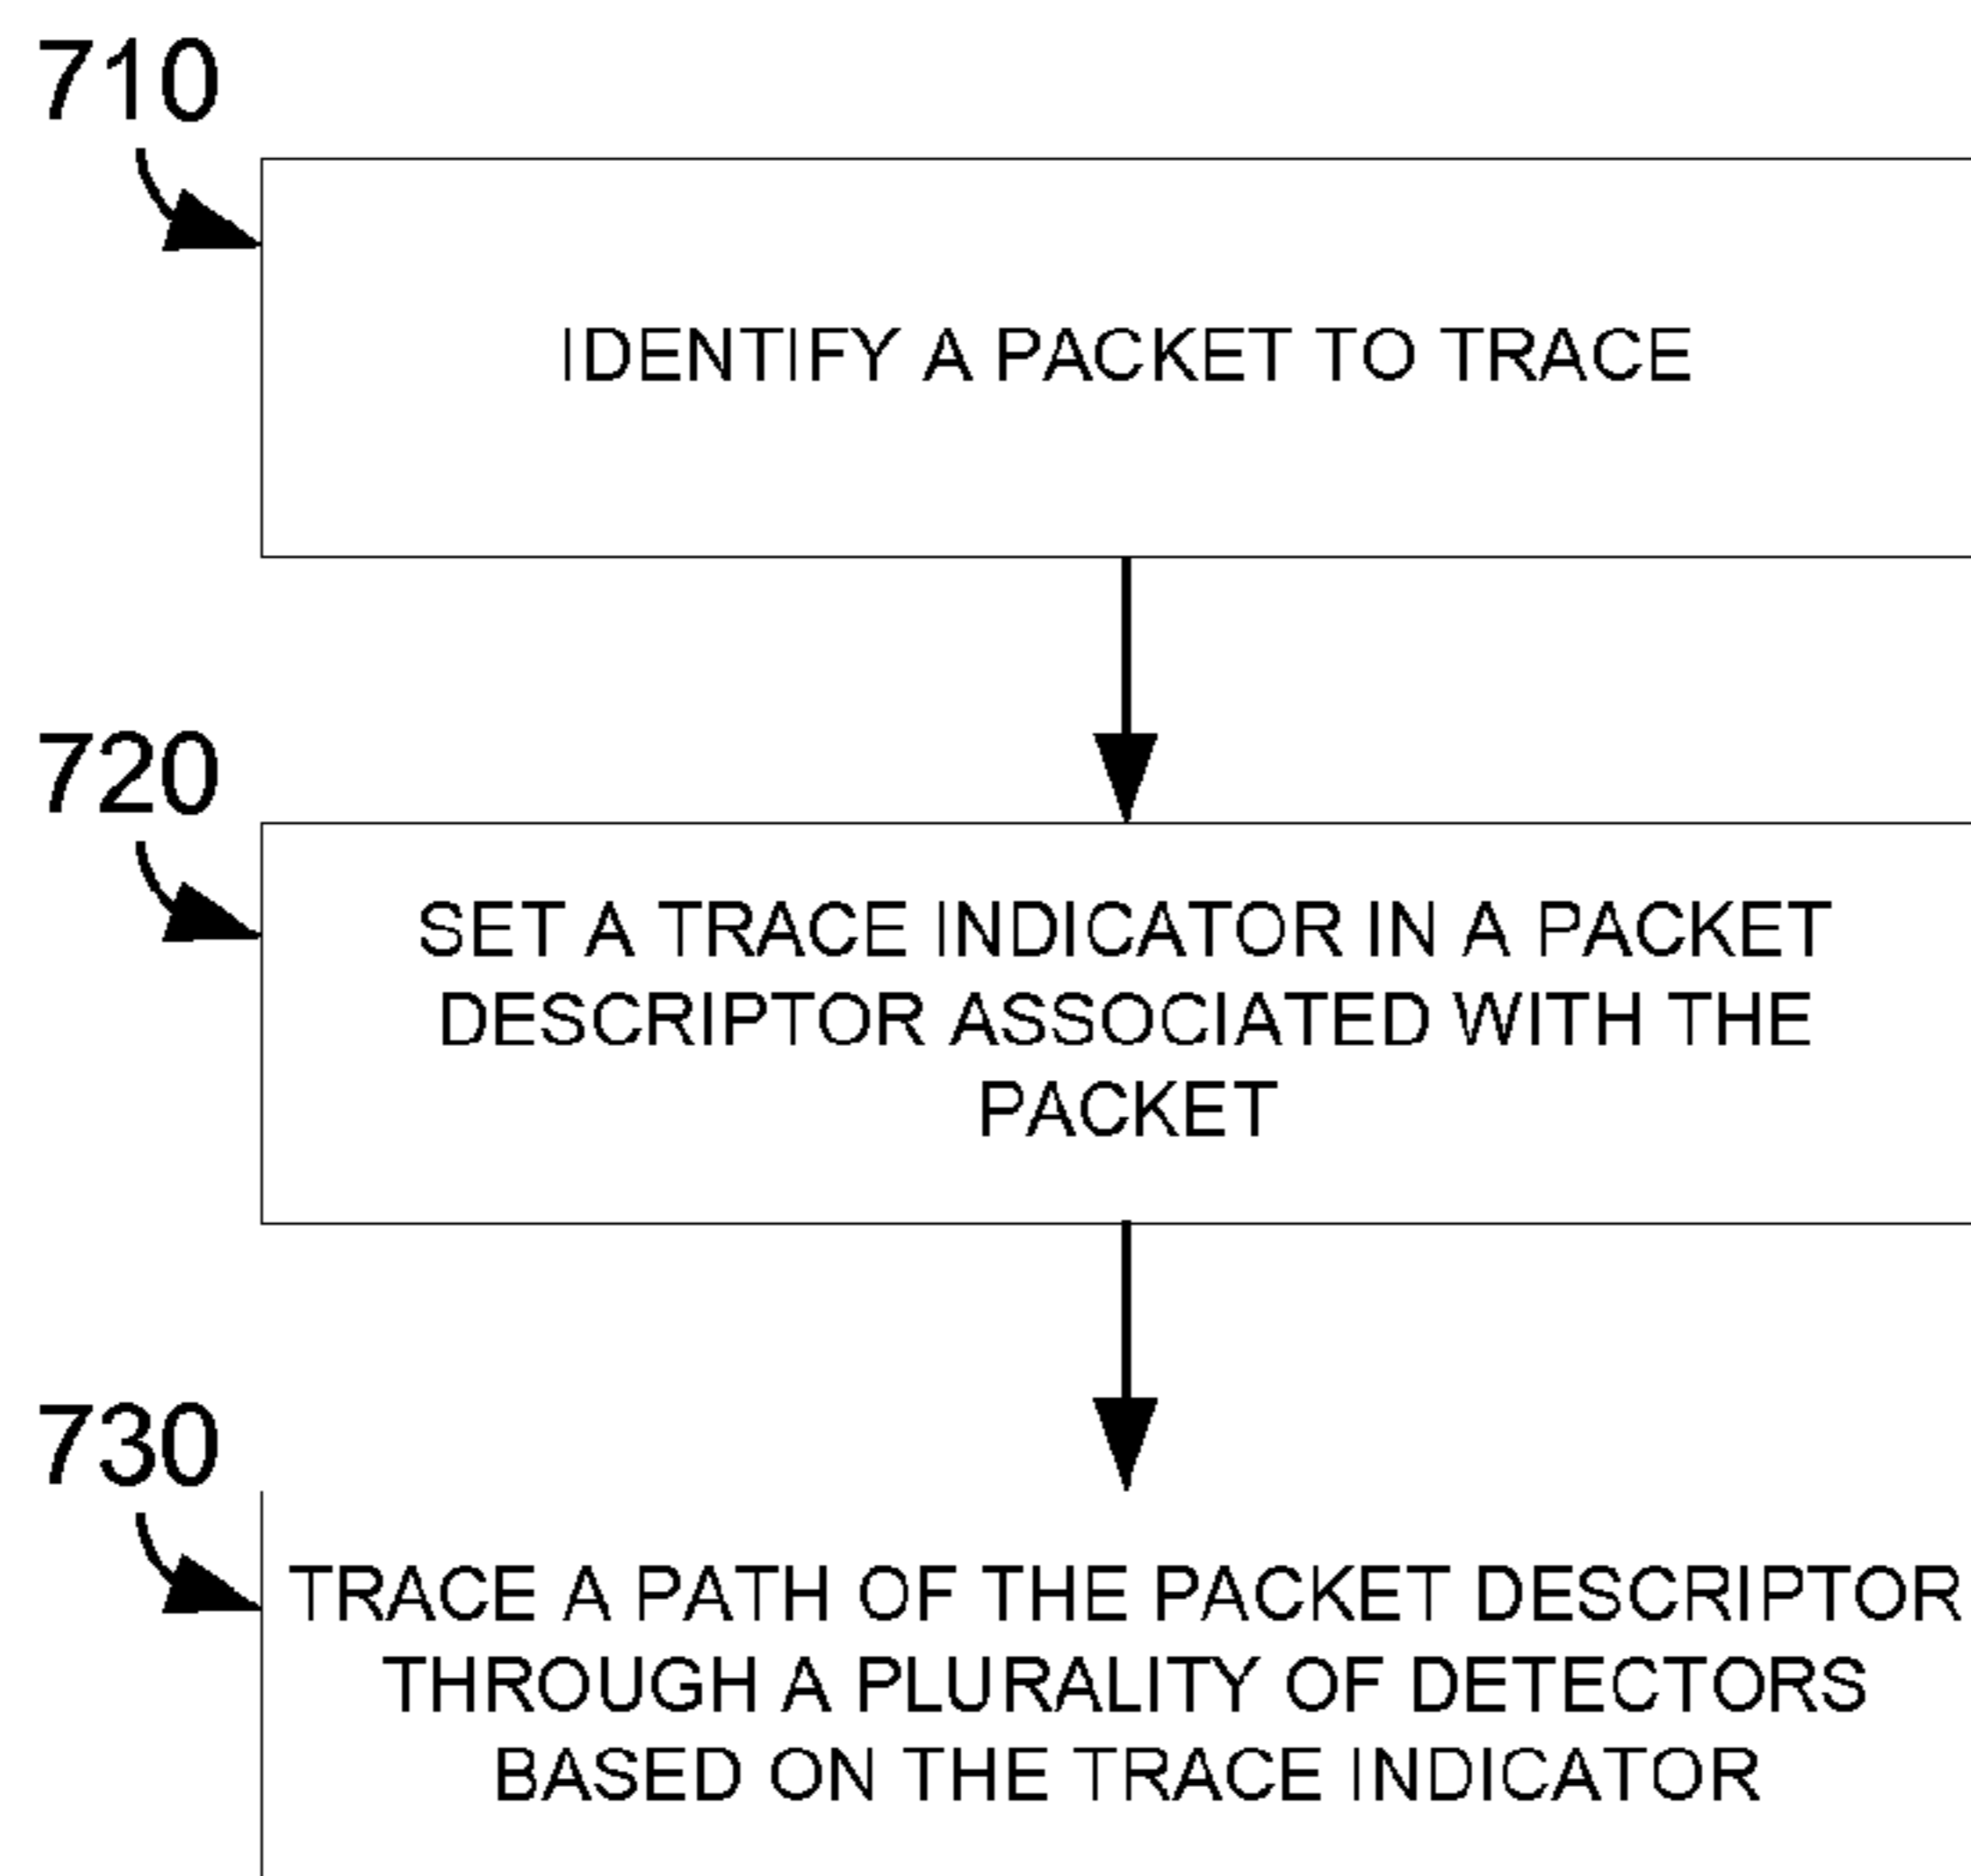 710
IDENTIFY A PACKET TO TRACE
720
SET A TRACE INDICATOR IN A PACKET
DESCRIPTOR ASSOCIATED WITH THE
PACKET
730
TRACE A PATH OF THE PACKET DESCRIPTOR
THROUGH A PLURALITY OF DETECTORS
BASED ON THE TRACE INDICATOR